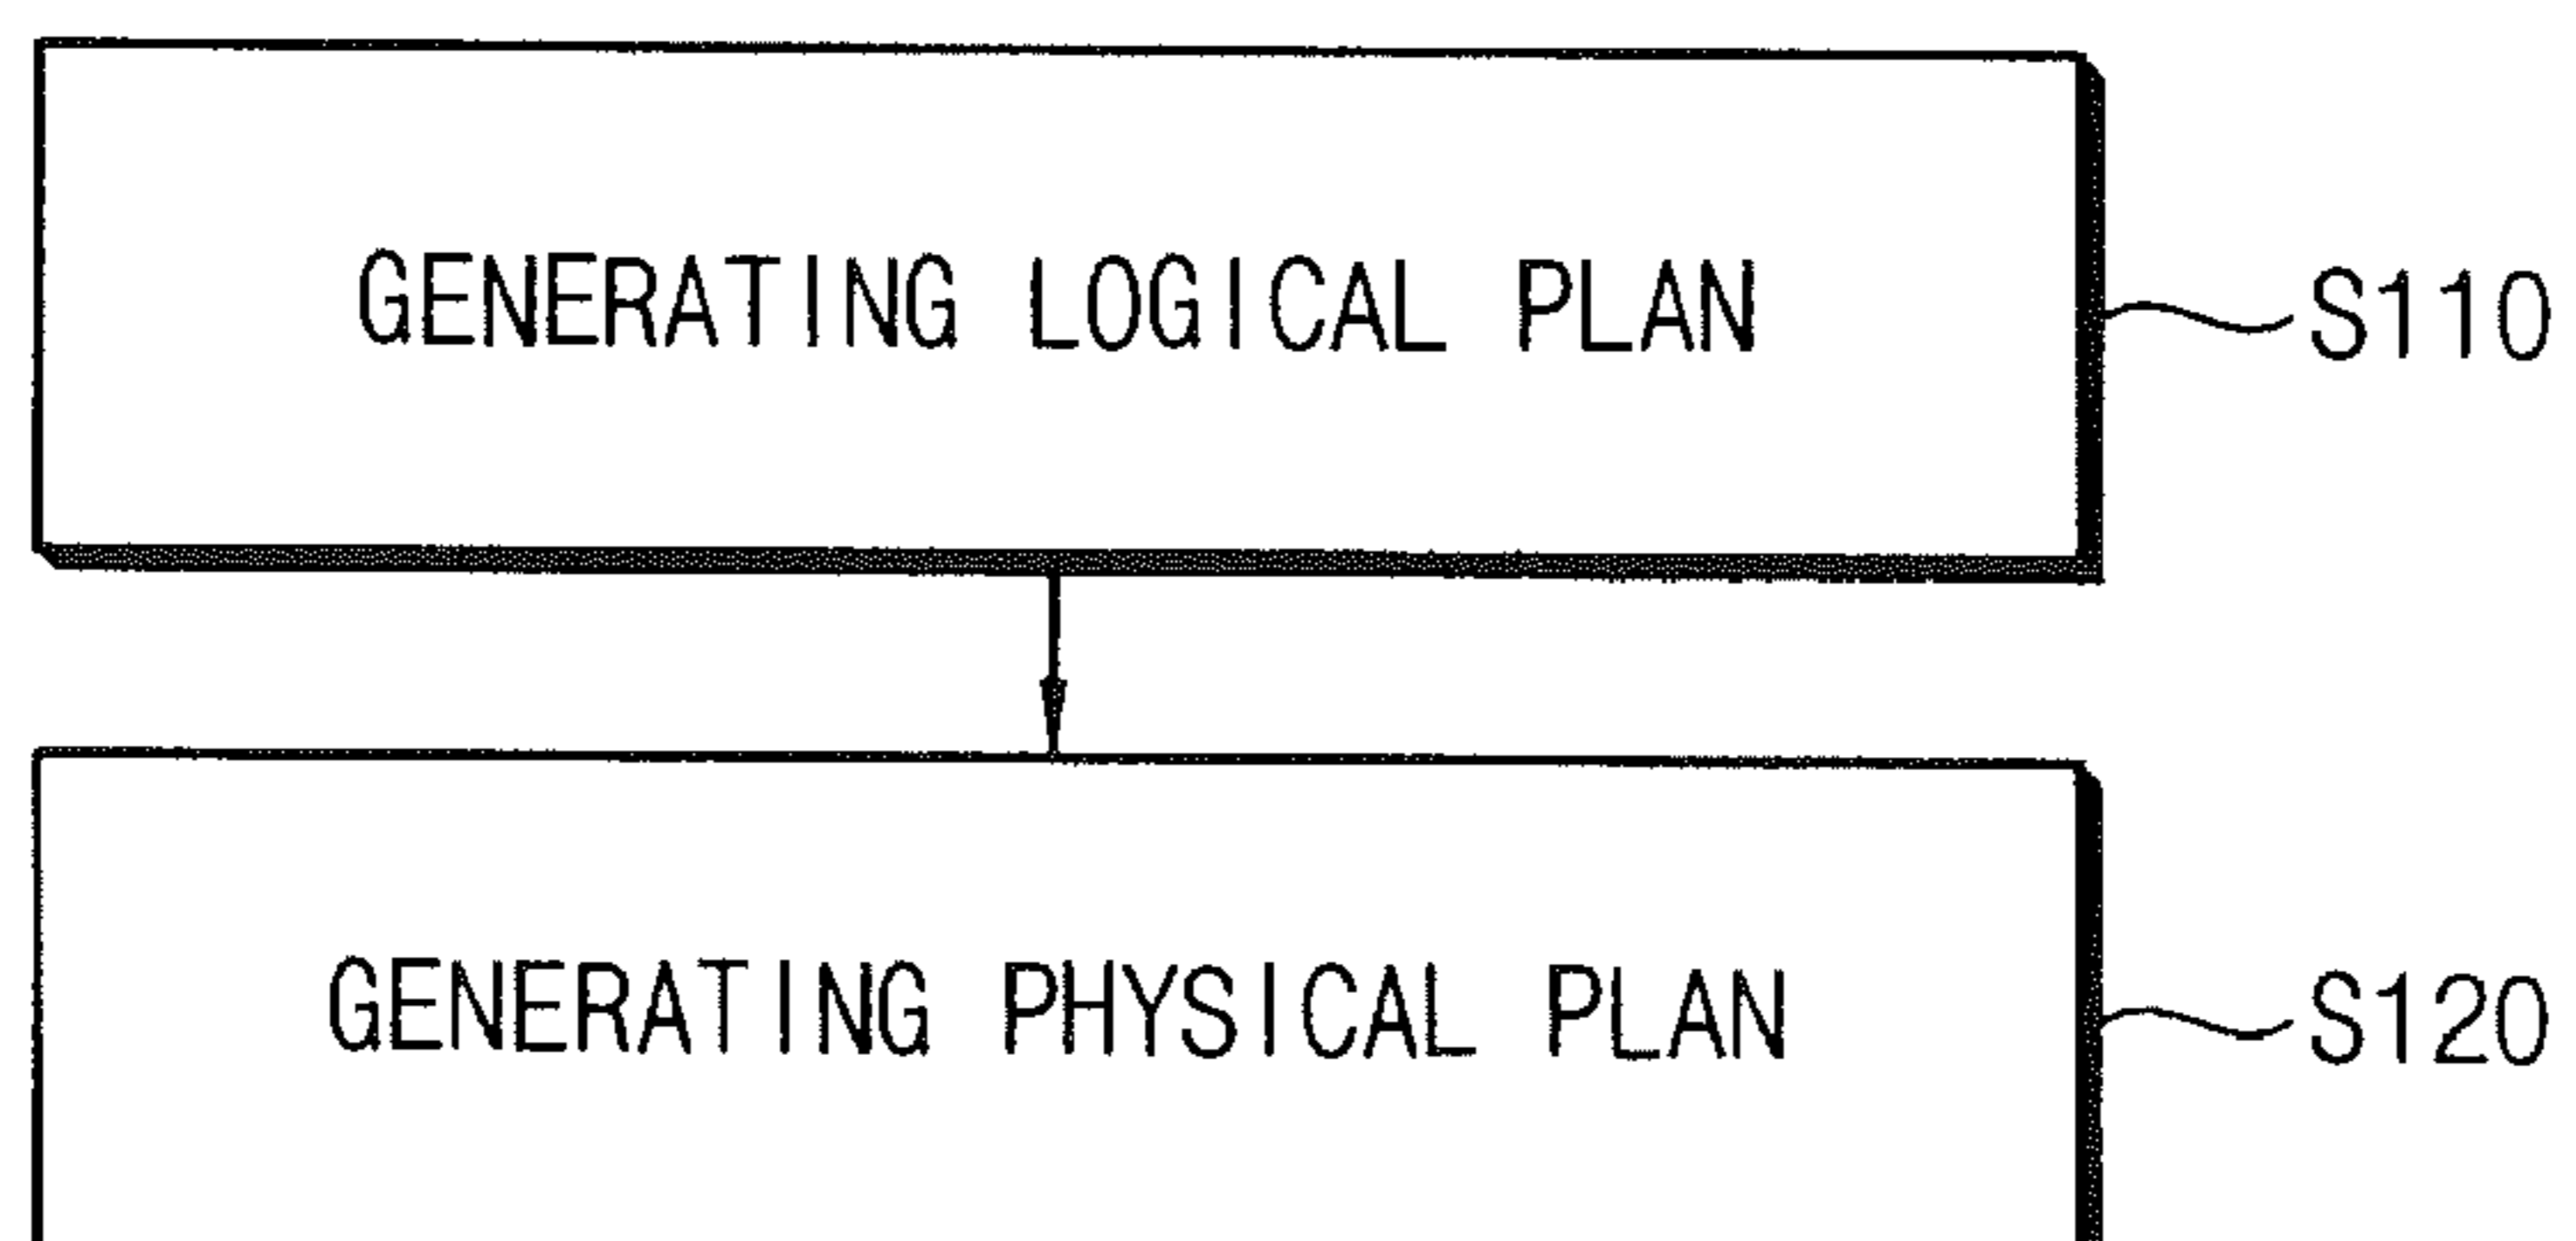 GENERATING LOGICAL PLAN
S110
GENERATING PHYSICAL PLAN
S120